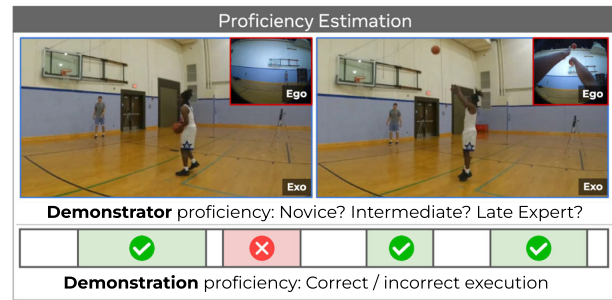 Proficiency Estimation
Ego
Ego
Exo
Exo
Demonstrator proficiency: Novice? Intermediate? Late Expert?
Demonstration proficiency: Correct / incorrect execution